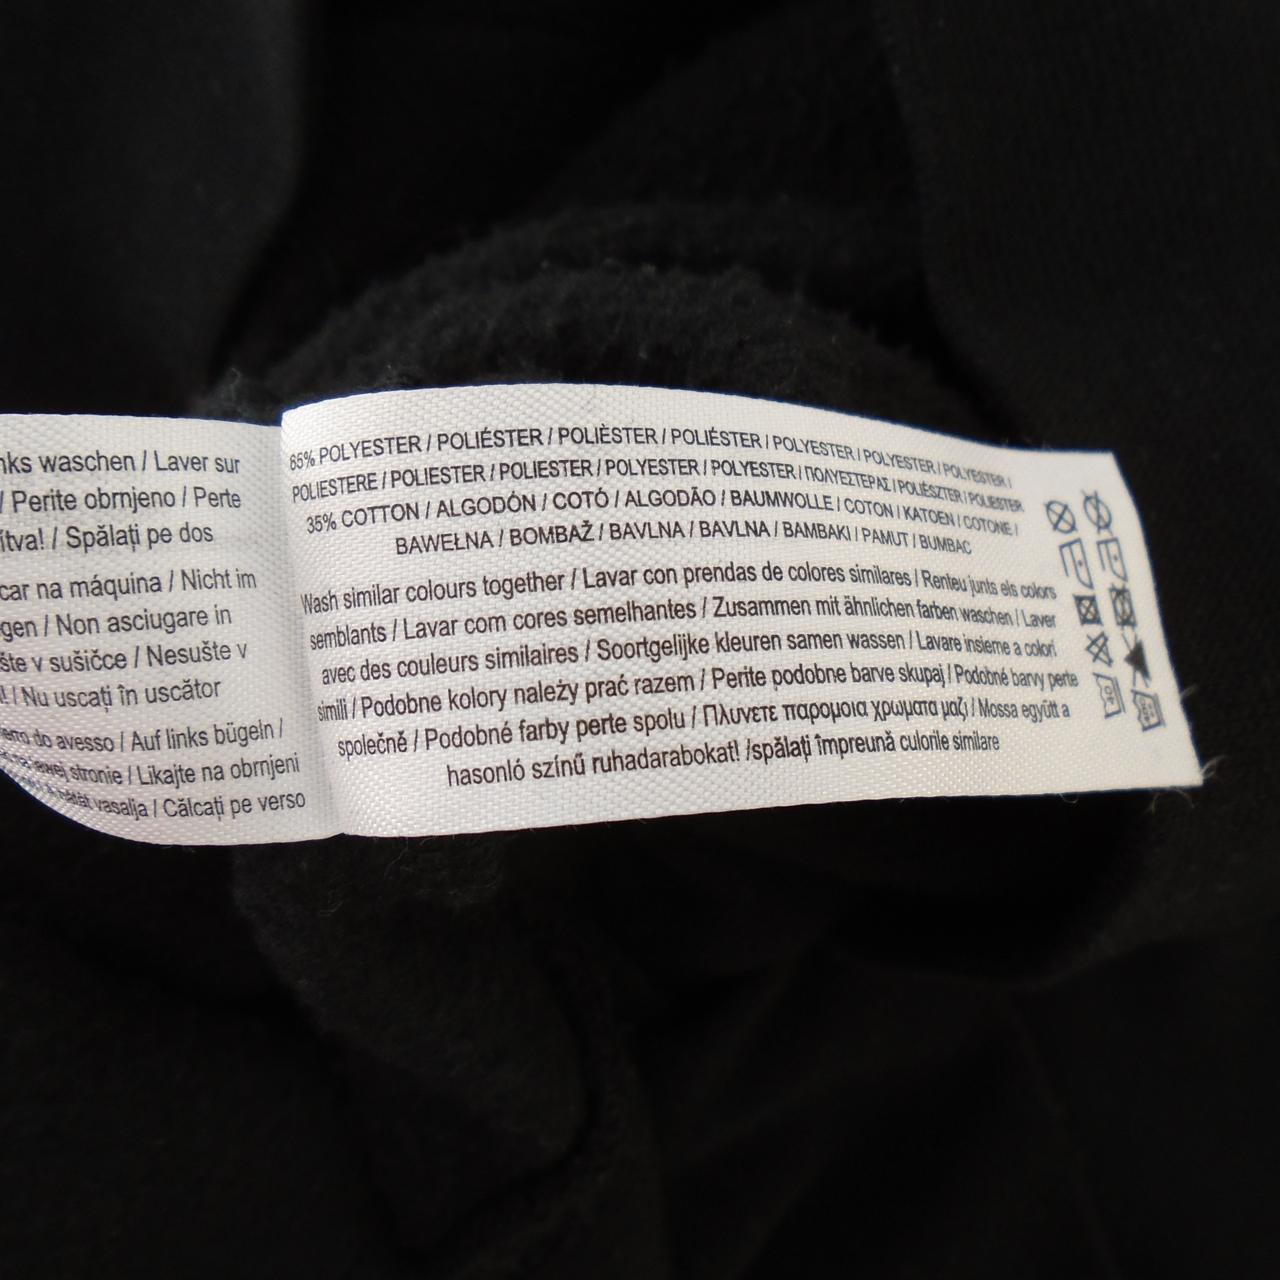 nks waschen / Laver sur
/ Perite obrnjeno / Perte
ítva! / Spălați pe dos
car na máquina / Nicht im
gen / Non asciugare in
šte v sušičce / Nesušte v
! / Nu uscați în uscător
do avesso / Auf links bügeln /
lewej stronie / Likajte na obrnjeni
vasalja / Călcați pe verso
65% POLYESTER / POLIÉSTER / POLIÈSTER / POLIÉSTER / POLYESTER / POLYESTER / POLYESTER /
POLIESTERE / POLIESTER / POLIESTER / POLYESTER / POLYESTER / ΠΟΛΥΕΣΤΕΡΑΣ / POLIÉSZTER / POLIESTER
35% COTTON / ALGODÓN / COTÓ / ALGODÃO / BAUMWOLLE / COTON / KATOEN / COTONE /
BAWEŁNA / BOMBAŽ / BAVLNA / BAVLNA / BAMBAKI / PAMUT / BUMBAC
Wash similar colours together / Lavar con prendas de colores similares / Renteu junts els colors
semblants / Lavar com cores semelhantes / Zusammen mit ähnlichen farben waschen / Laver
avec des couleurs similaires / Soortgelijke kleuren samen wassen / Lavare insieme a colori
simili / Podobne kolory należy prać razem / Perite podobne barve skupaj / Podobné barvy perte
společně / Podobné farby perte spolu / Πλυνετε παρομοια χρωματα μαζι / Mossa együtt a
hasonló színű ruhadarabokat! /spălați împreună culorile similare